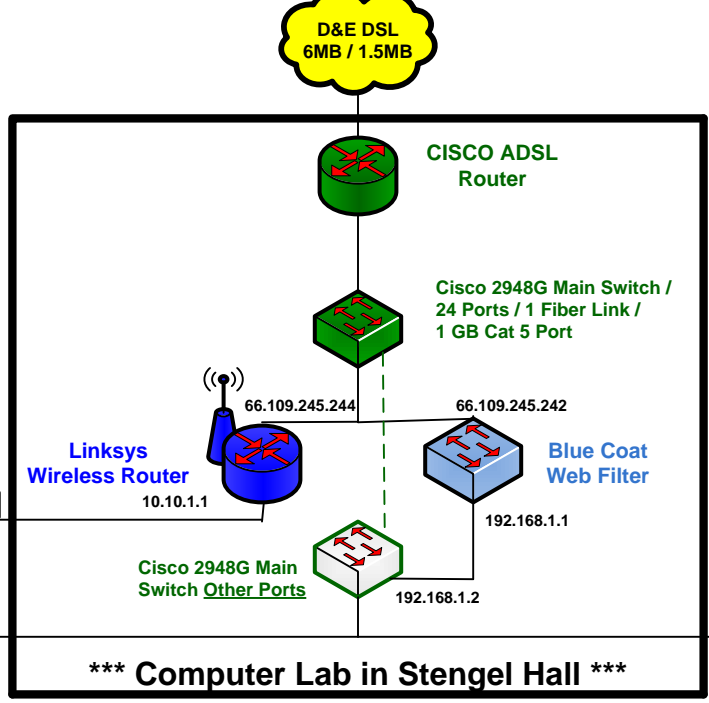 D&E DSL
6MB / 1.5MB
CISCO ADSL
Router
Cisco 2948G Main Switch /
24 Ports / 1 Fiber Link /
1 GB Cat 5 Port
66.109.245.244
66.109.245.242
Linksys
Wireless Router
Blue Coat
Web Filter
10.10.1.1
192.168.1.1
Cisco 2948G Main
Switch Other Ports
192.168.1.2
*** Computer Lab in Stengel Hall ***